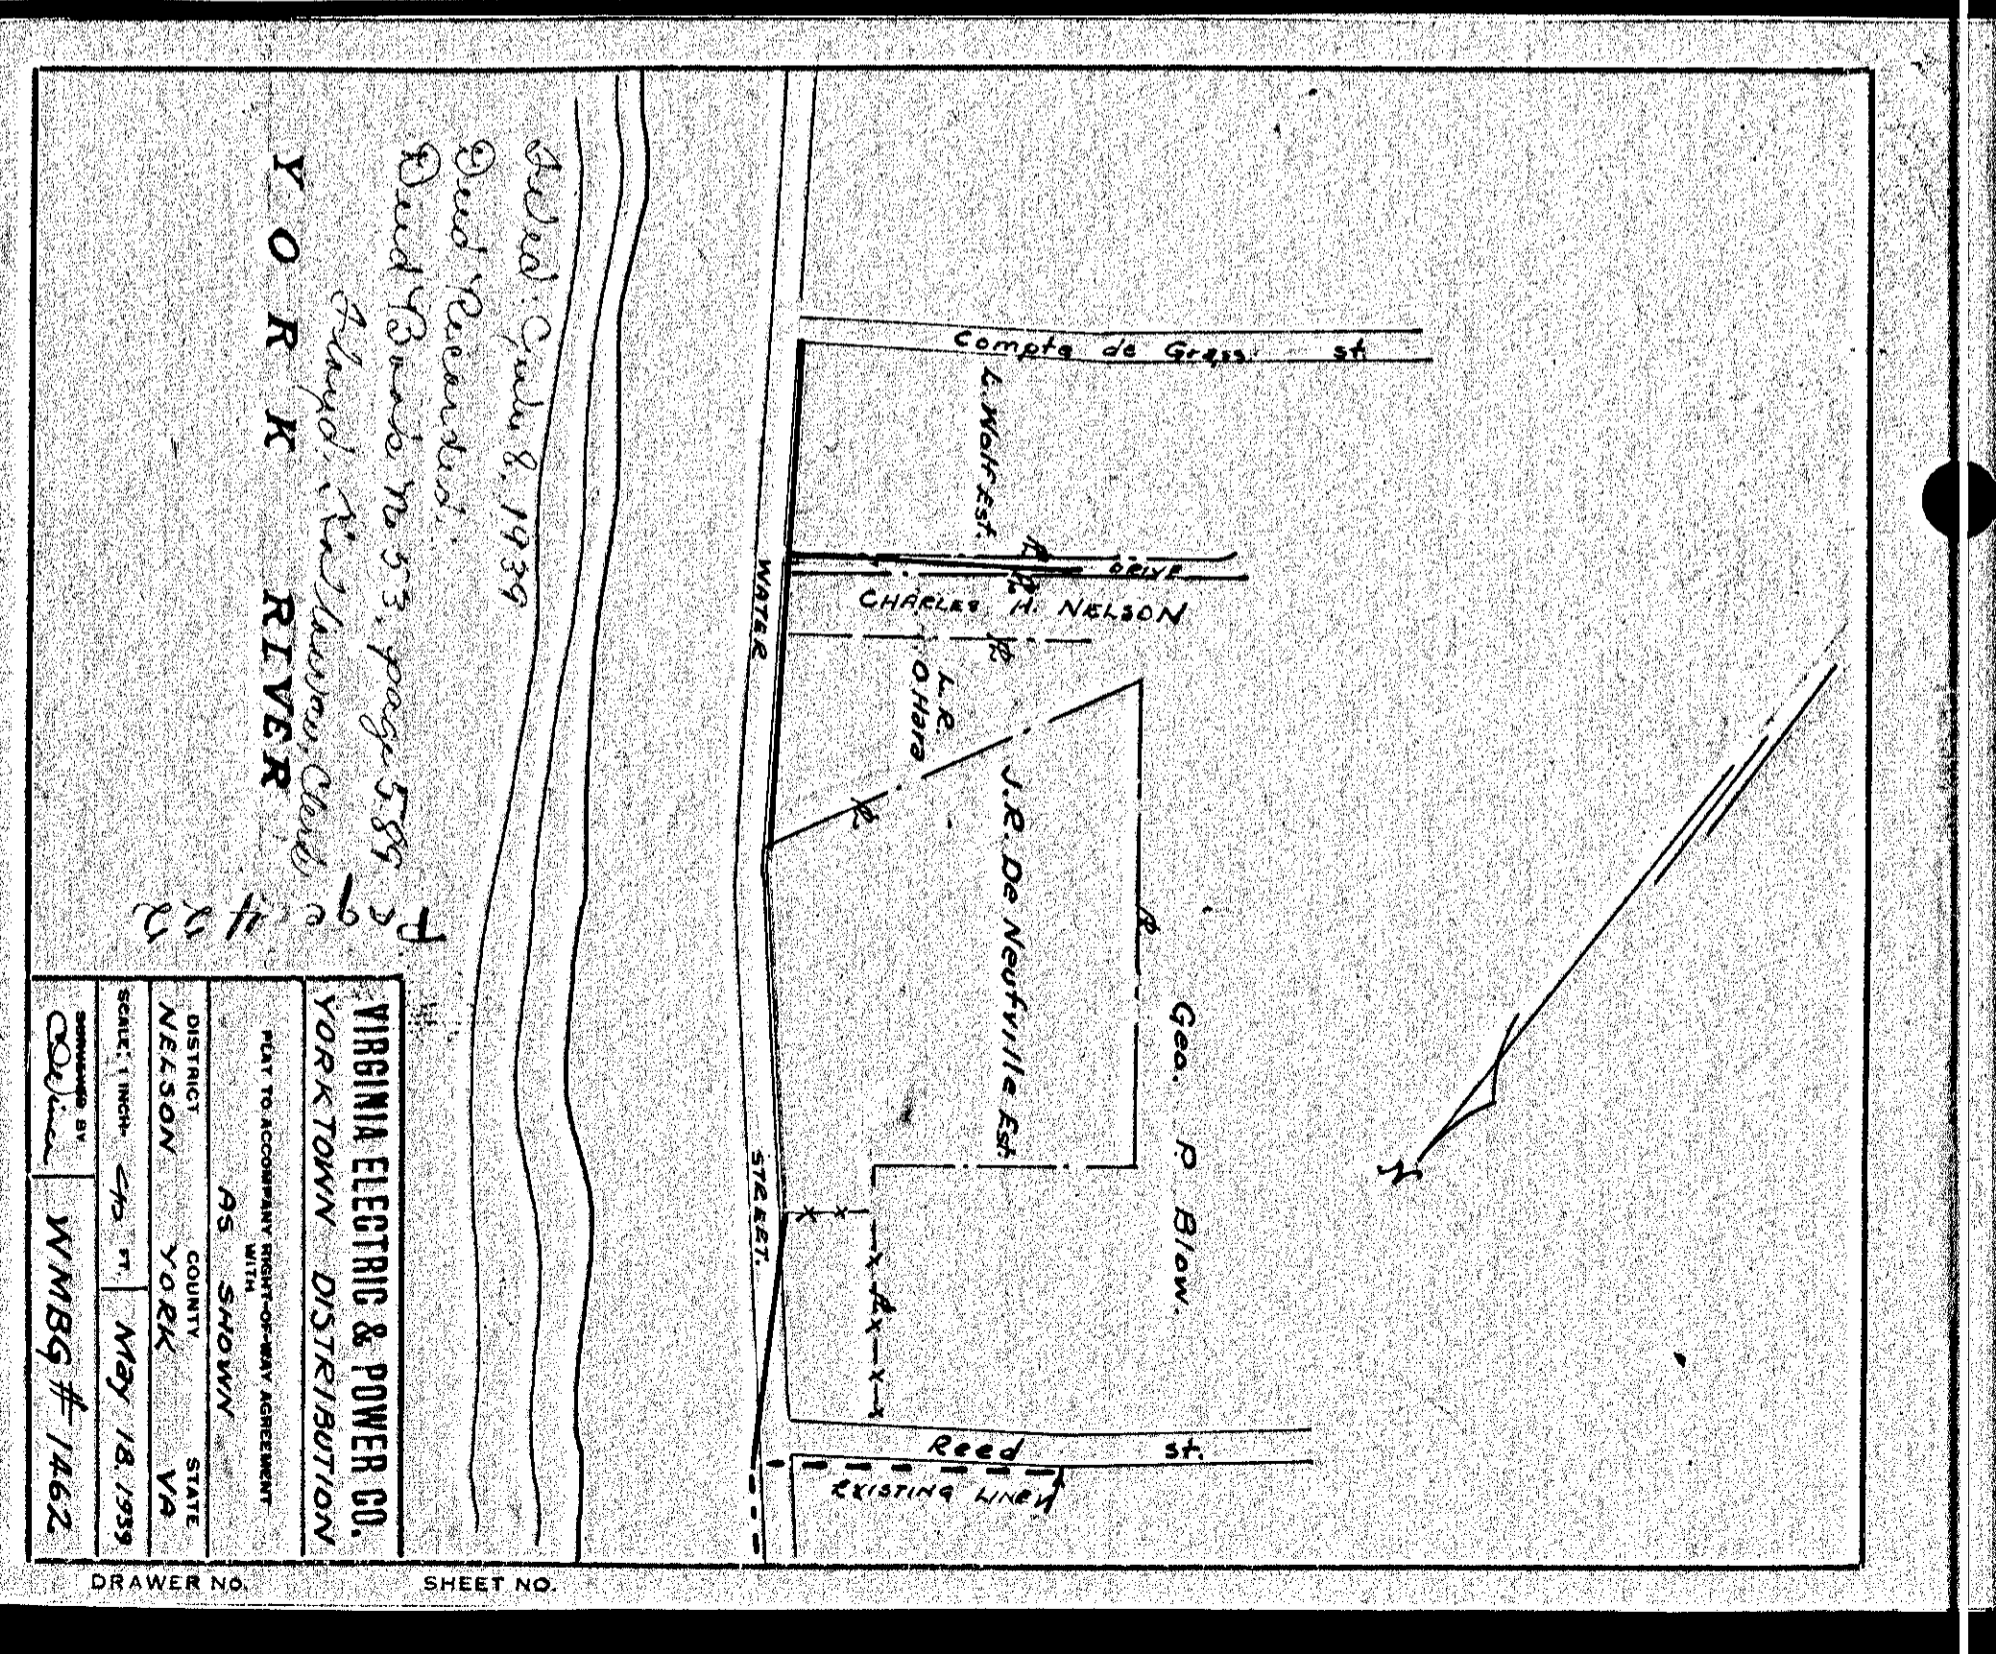 Compte de Grass st.
L. Wolf Est.
DRIVE
CHARLES H. NELSON
L.R.
O'Hara
J.R. De Neufville Est.
Geo. P Blow.
N
WATER STREET.
Reed st.
EXISTING LINE
YORK RIVER
Filed July 8, 1939
Deed Recorded.
Deed Book No 53, page 589
Floyd Clerk
VIRGINIA ELECTRIC & POWER CO.
YORKTOWN DISTRIBUTION
PLAT TO ACCOMPANY RIGHT-OF-WAY AGREEMENT
WITH
AS SHOWN
DISTRICT COUNTY STATE
NELSON YORK VA
SCALE: 1 INCH= 40 FT. May 18, 1939
BY
WMBG # 1462
DRAWER NO. SHEET NO.